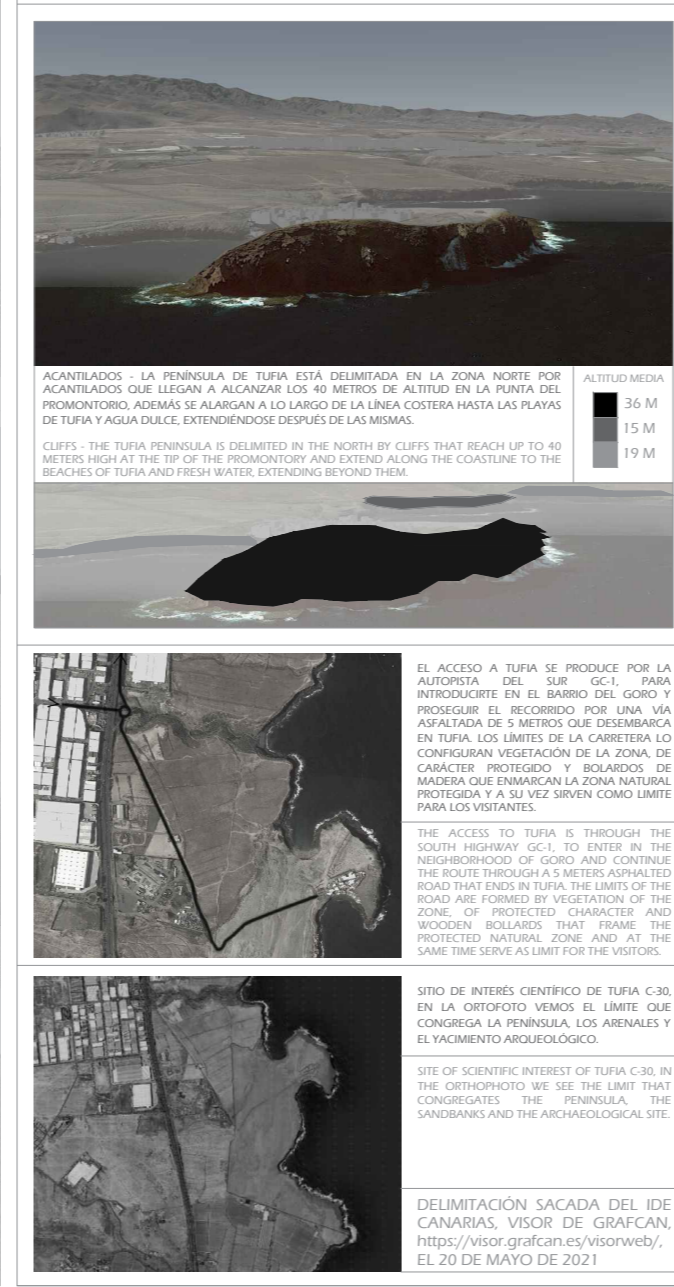 ACANTILADOS - LA PENÍNSULA DE TUFIA ESTÁ DELIMITADA EN LA ZONA NORTE POR
ACANTILADOS QUE LLEGAN A ALCANZAR LOS 40 METROS DE ALTITUD EN LA PUNTA DEL
PROMONTORIO, ADEMÁS SE ALARGAN A LO LARGO DE LA LÍNEA COSTERA HASTA LAS PLAYAS
DE TUFIA Y AGUA DULCE, EXTENDIÉNDOSE DESPUÉS DE LAS MISMAS.
CLIFFS - THE TUFIA PENINSULA IS DELIMITED IN THE NORTH BY CLIFFS THAT REACH UP TO 40
METERS HIGH AT THE TIP OF THE PROMONTORY AND EXTEND ALONG THE COASTLINE TO THE
BEACHES OF TUFIA AND FRESH WATER, EXTENDING BEYOND THEM.
ALTITUD MEDIA
36 M
15 M
19 M
EL ACCESO A TUFIA SE PRODUCE POR LA
AUTOPISTA DEL SUR GC-1, PARA
INTRODUCIRTE EN EL BARRIO DEL GORO Y
PROSEGUIR EL RECORRIDO POR UNA VÍA
ASFALTADA DE 5 METROS QUE DESEMBARCA
EN TUFIA. LOS LÍMITES DE LA CARRETERA LO
CONFIGURAN VEGETACIÓN DE LA ZONA, DE
CARÁCTER PROTEGIDO Y BOLARDOS DE
MADERA QUE ENMARCAN LA ZONA NATURAL
PROTEGIDA Y A SU VEZ SIRVEN COMO LIMITE
PARA LOS VISITANTES.
THE ACCESS TO TUFIA IS THROUGH THE
SOUTH HIGHWAY GC-1, TO ENTER IN THE
NEIGHBORHOOD OF GORO AND CONTINUE
THE ROUTE THROUGH A 5 METERS ASPHALTED
ROAD THAT ENDS IN TUFIA. THE LIMITS OF THE
ROAD ARE FORMED BY VEGETATION OF THE
ZONE, OF PROTECTED CHARACTER AND
WOODEN BOLLARDS THAT FRAME THE
PROTECTED NATURAL ZONE AND AT THE
SAME TIME SERVE AS LIMIT FOR THE VISITORS.
SITIO DE INTERÉS CIENTÍFICO DE TUFIA C-30,
EN LA ORTOFOTO VEMOS EL LÍMITE QUE
CONGREGA LA PENÍNSULA, LOS ARENALES Y
EL YACIMIENTO ARQUEOLÓGICO.
SITE OF SCIENTIFIC INTEREST OF TUFIA C-30, IN
THE ORTHOPHOTO WE SEE THE LIMIT THAT
CONGREGATES THE PENINSULA, THE
SANDBANKS AND THE ARCHAEOLOGICAL SITE.
DELIMITACIÓN SACADA DEL IDE
CANARIAS, VISOR DE GRAFCAN,
https://visor.grafcan.es/visorweb/,
EL 20 DE MAYO DE 2021